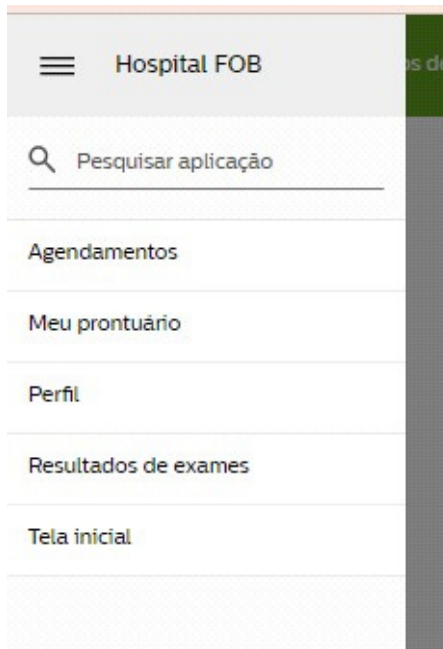 Hospital FOB
Pesquisar aplicação
Agendamentos
Meu prontuário
Perfil
Resultados de exames
Tela inicial